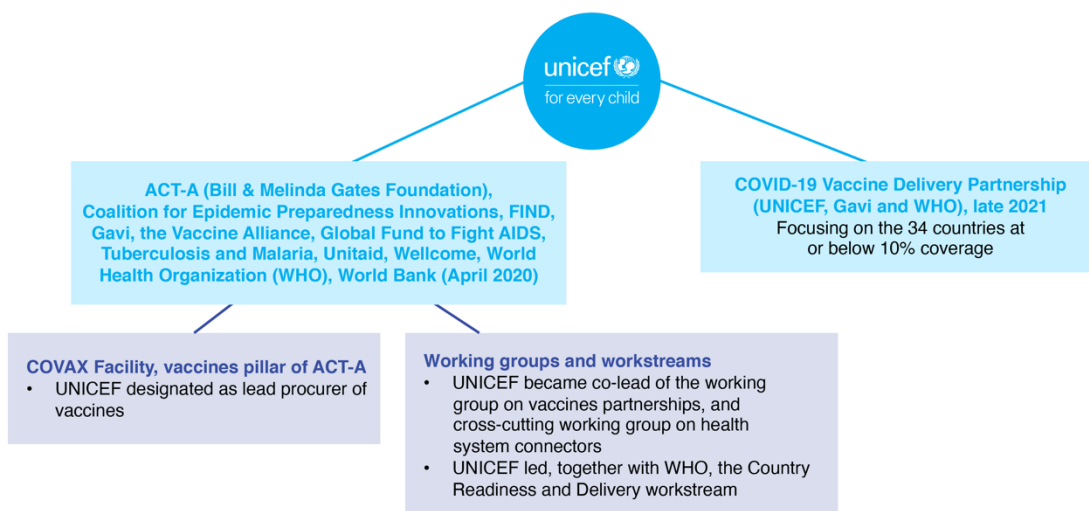 unicef
for every child
ACT-A (Bill & Melinda Gates Foundation),
Coalition for Epidemic Preparedness Innovations, FIND,
Gavi, the Vaccine Alliance, Global Fund to Fight AIDS,
Tuberculosis and Malaria, Unitaid, Wellcome, World
Health Organization (WHO), World Bank (April 2020)
COVID-19 Vaccine Delivery Partnership
(UNICEF, Gavi and WHO), late 2021
Focusing on the 34 countries at
or below 10% coverage
COVAX Facility, vaccines pillar of ACT-A
• UNICEF designated as lead procurer of
vaccines
Working groups and workstreams
• UNICEF became co-lead of the working
group on vaccines partnerships, and
cross-cutting working group on health
system connectors
• UNICEF led, together with WHO, the Country
Readiness and Delivery workstream